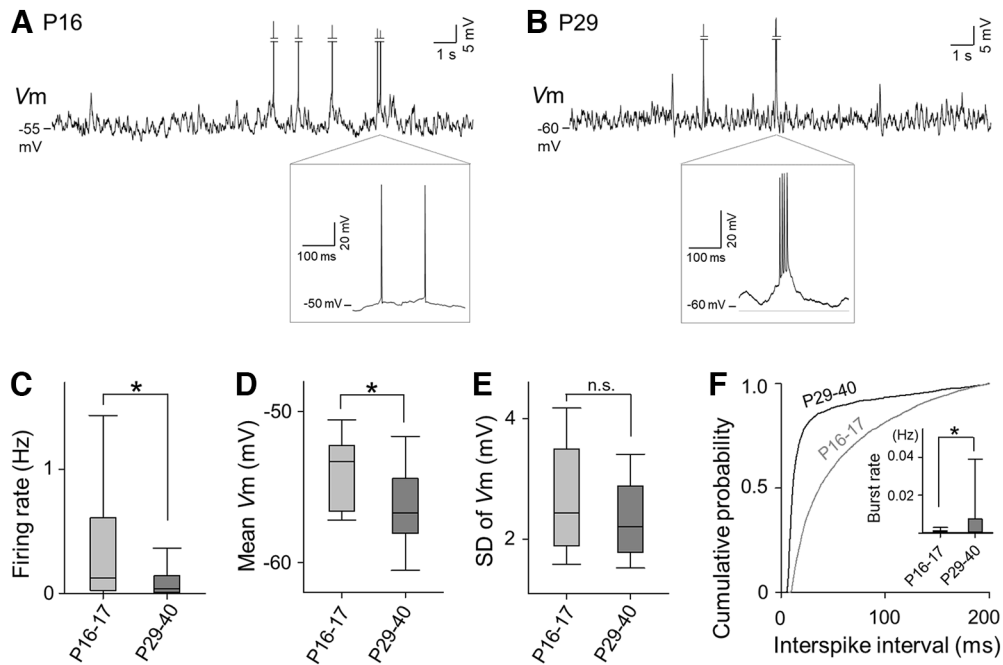 A P16
1 s
5 mV
Vm
-55
mV
100 ms
20 mV
-50 mV
B P29
1 s
5 mV
Vm
-60
mV
100 ms
20 mV
-60 mV
C
Firing rate (Hz)
1
0
*
P16-17
P29-40
D
Mean Vm (mV)
-50
-60
*
P16-17
P29-40
E
SD of Vm (mV)
4
2
n.s.
P16-17
P29-40
F
Cumulative probability
1.0
0.5
0
P29-40
P16-17
0
100
200
Interspike interval (ms)
(Hz)
Burst rate
0.04
0.02
*
P16-17
P29-40